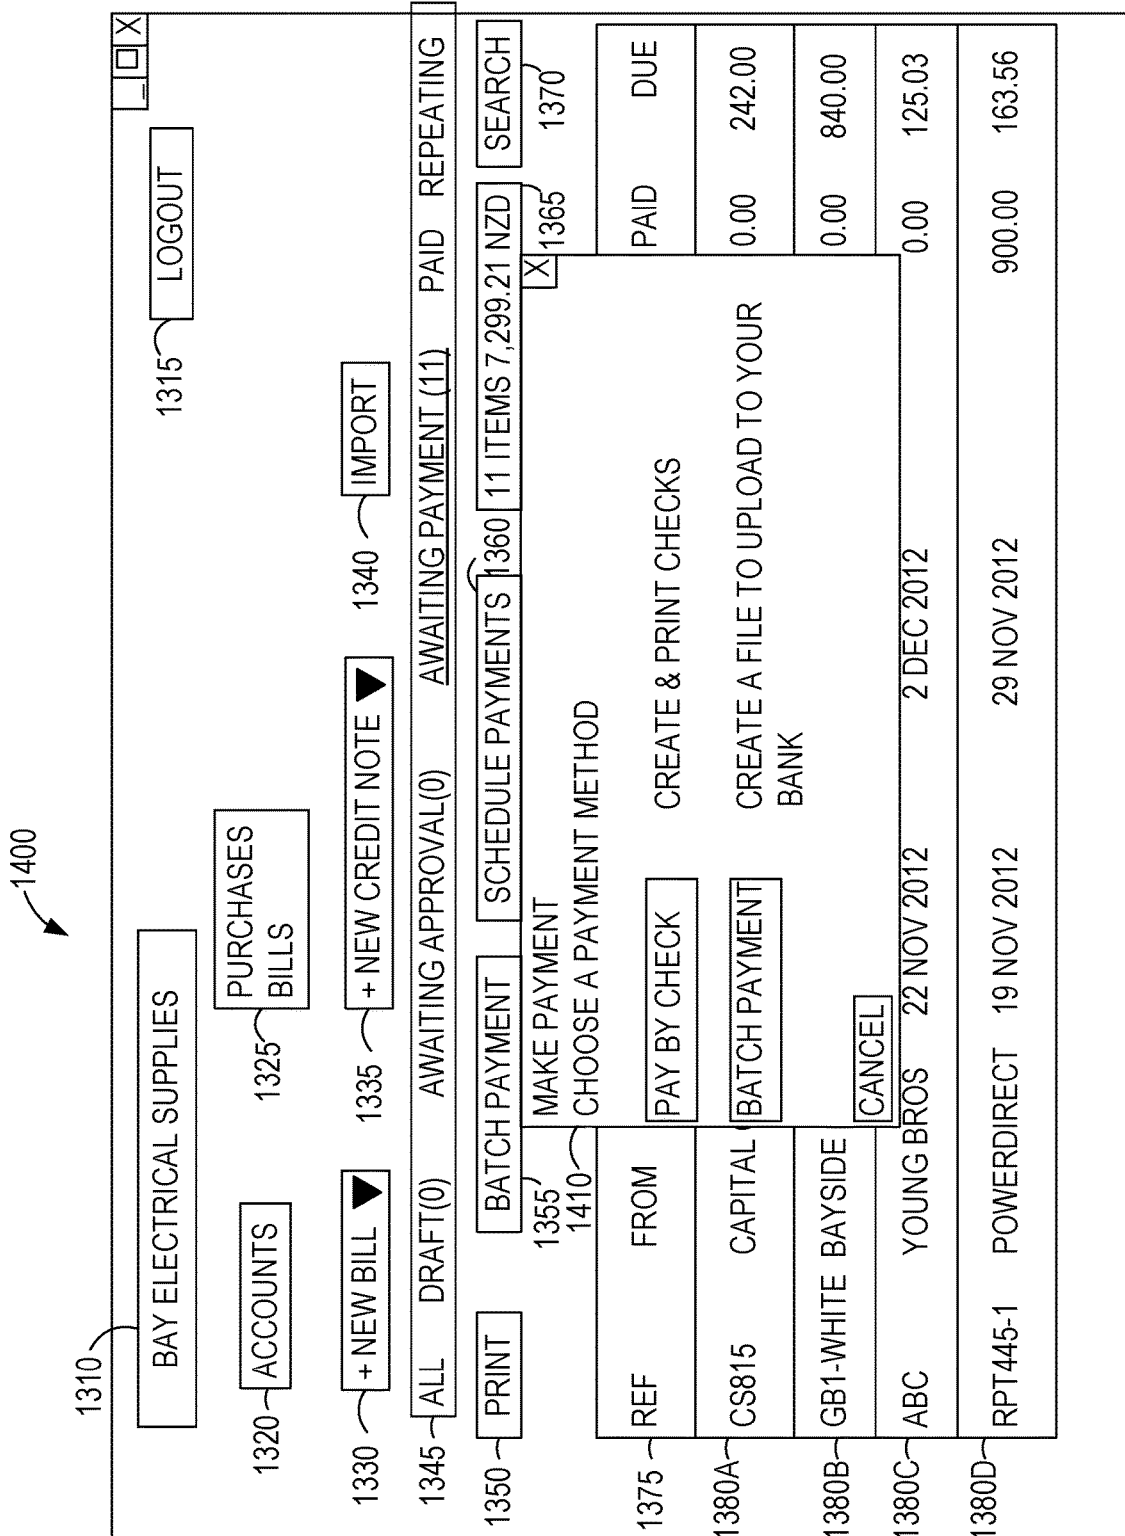 1400
_ □ X
1310
BAY ELECTRICAL SUPPLIES
1315
LOGOUT
1320
ACCOUNTS
1325
PURCHASES
BILLS
1330
+ NEW BILL ▼
1335
+ NEW CREDIT NOTE ▼
1340
IMPORT
1345
ALL DRAFT(0) AWAITING APPROVAL(0) AWAITING PAYMENT (11) PAID REPEATING
1350
PRINT
BATCH PAYMENT
SCHEDULE PAYMENTS
1360
11 ITEMS 7,299.21 NZD
SEARCH
1355
1365
1370
1410
MAKE PAYMENT
X
CHOOSE A PAYMENT METHOD
PAY BY CHECK CREATE & PRINT CHECKS
BATCH PAYMENT CREATE A FILE TO UPLOAD TO YOUR
BANK
CANCEL
1375
REF FROM PAID DUE
1380A
CS815 CAPITAL 0.00 242.00
1380B
GB1-WHITE BAYSIDE 0.00 840.00
1380C
ABC YOUNG BROS 22 NOV 2012 2 DEC 2012 0.00 125.03
1380D
RPT445-1 POWERDIRECT 19 NOV 2012 29 NOV 2012 900.00 163.56